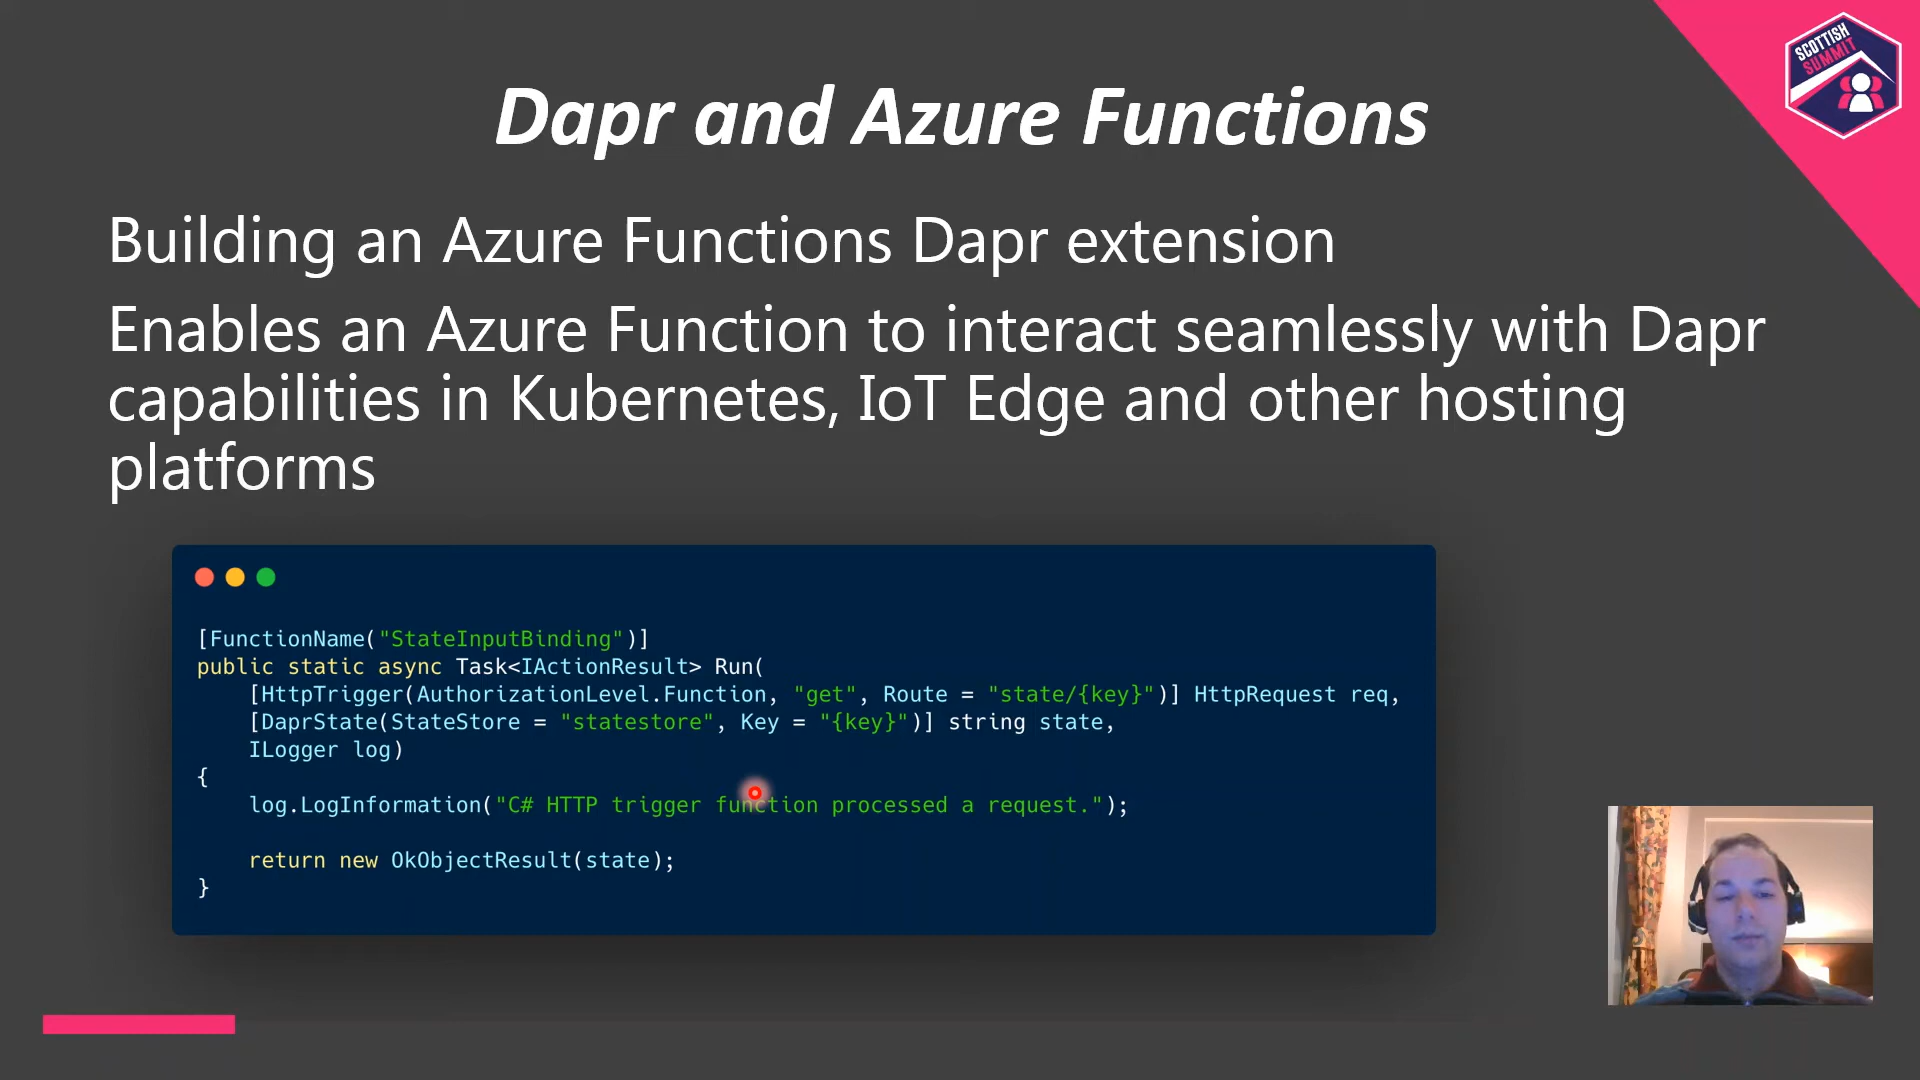 SCOTTISH
SUMMIT
Dapr and Azure Functions
Building an Azure Functions Dapr extension
Enables an Azure Function to interact seamlessly with Dapr
capabilities in Kubernetes, IoT Edge and other hosting
platforms
[FunctionName("StateInputBinding")]
public static async Task<IActionResult> Run(
    [HttpTrigger(AuthorizationLevel.Function, "get", Route = "state/{key}")] HttpRequest req,
    [DaprState(StateStore = "statestore", Key = "{key}")] string state,
    ILogger log)
{
    log.LogInformation("C# HTTP trigger function processed a request.");
    return new OkObjectResult(state);
}